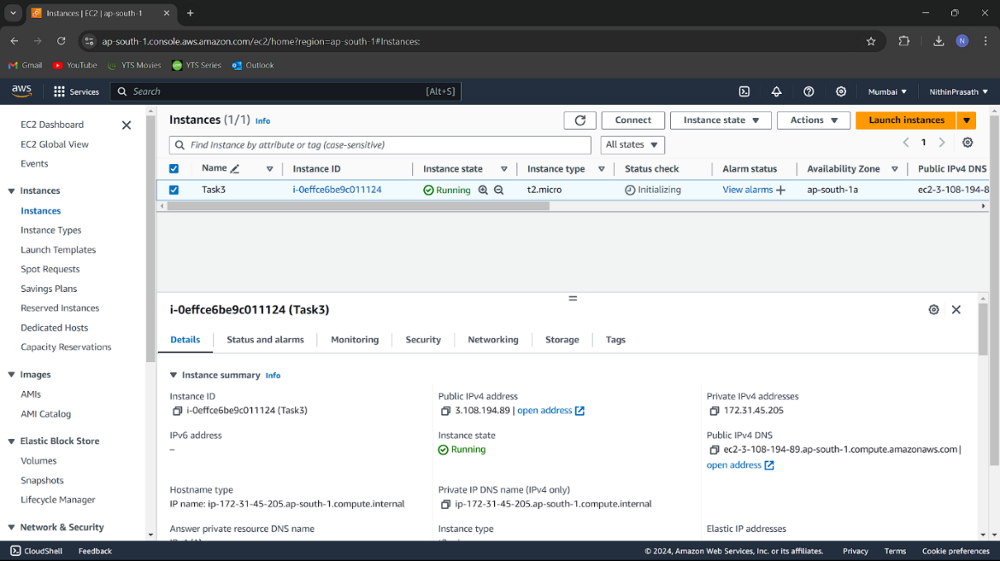 Instances | EC2 | ap-south-1
ap-south-1.console.aws.amazon.com/ec2/home?region=ap-south-1#Instances:
N
Gmail YouTube YTS Movies YTS Series Outlook
aws Services Search [Alt+S] Mumbai NithinPrasath
EC2 Dashboard
EC2 Global View
Events
Instances
Instances
Instance Types
Launch Templates
Spot Requests
Savings Plans
Reserved Instances
Dedicated Hosts
Capacity Reservations
Images
AMIs
AMI Catalog
Elastic Block Store
Volumes
Snapshots
Lifecycle Manager
Network & Security
Instances (1/1) Info Connect Instance state Actions Launch instances
Find Instance by attribute or tag (case-sensitive) All states 1
Name Instance ID Instance state Instance type Status check Alarm status Availability Zone Public IPv4 DNS
Task3 i-0effce6be9c011124 Running t2.micro Initializing View alarms ap-south-1a ec2-3-108-194-8
i-0effce6be9c011124 (Task3)
Details Status and alarms Monitoring Security Networking Storage Tags
Instance summary Info
Instance ID
i-0effce6be9c011124 (Task3)
Public IPv4 address
3.108.194.89 | open address
Private IPv4 addresses
172.31.45.205
IPv6 address
–
Instance state
Running
Public IPv4 DNS
ec2-3-108-194-89.ap-south-1.compute.amazonaws.com |
open address
Hostname type
IP name: ip-172-31-45-205.ap-south-1.compute.internal
Private IP DNS name (IPv4 only)
ip-172-31-45-205.ap-south-1.compute.internal
Answer private resource DNS name
Instance type
Elastic IP addresses
CloudShell Feedback © 2024, Amazon Web Services, Inc. or its affiliates. Privacy Terms Cookie preferences